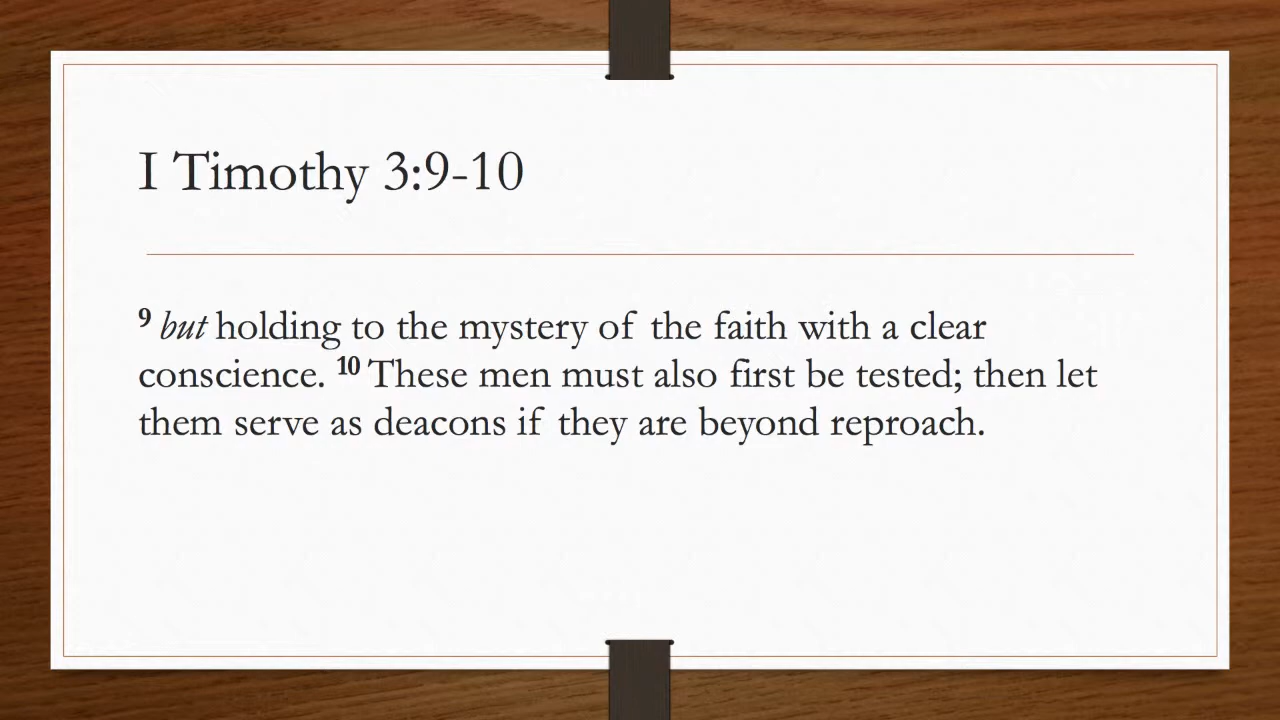 I Timothy 3:9-10
9 but holding to the mystery of the faith with a clear
conscience. 10 These men must also first be tested; then let
them serve as deacons if they are beyond reproach.